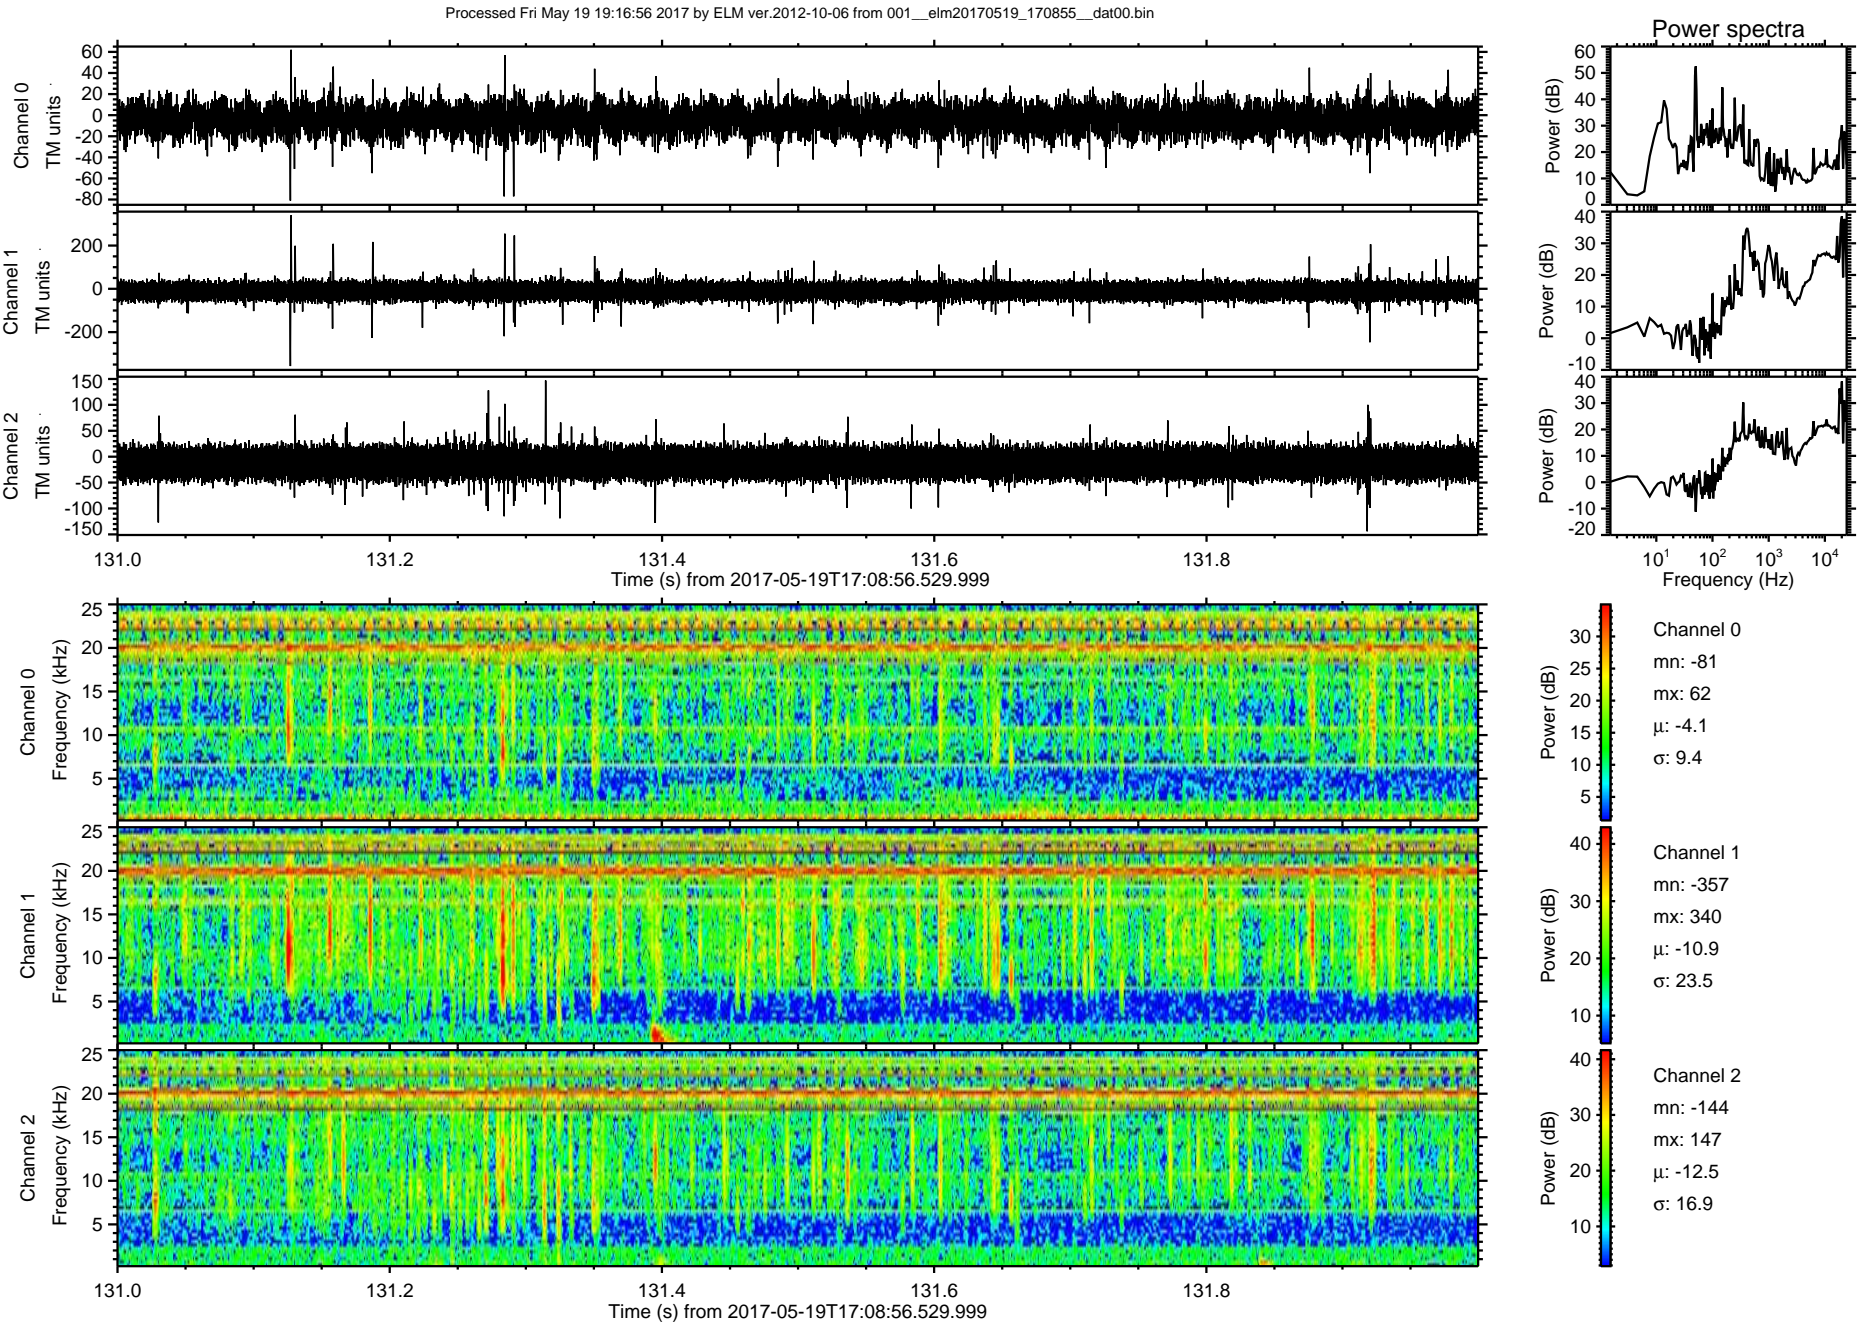 Processed Fri May 19 19:16:56 2017 by ELM ver.2012-10-06 from 001__elm20170519_170855__dat00.bin
Power spectra
Channel 0
TM units
60
40
20
0
-20
-40
-60
-80
Power (dB)
60
50
40
30
20
10
0
Channel 1
TM units
200
0
-200
Power (dB)
40
30
20
10
0
-10
Channel 2
TM units
150
100
50
0
-50
-100
-150
Power (dB)
40
30
20
10
0
-10
-20
131.0 131.2 131.4 131.6 131.8
Time (s) from 2017-05-19T17:08:56.529.999
10¹ 10² 10³ 10⁴
Frequency (Hz)
Channel 0
Frequency (kHz)
25
20
15
10
5
Power (dB)
30
25
20
15
10
5
Channel 0
mn: -81
mx: 62
μ: -4.1
σ: 9.4
Channel 1
Frequency (kHz)
25
20
15
10
5
Power (dB)
40
30
20
10
Channel 1
mn: -357
mx: 340
μ: -10.9
σ: 23.5
Channel 2
Frequency (kHz)
25
20
15
10
5
Power (dB)
40
30
20
10
Channel 2
mn: -144
mx: 147
μ: -12.5
σ: 16.9
131.0 131.2 131.4 131.6 131.8
Time (s) from 2017-05-19T17:08:56.529.999